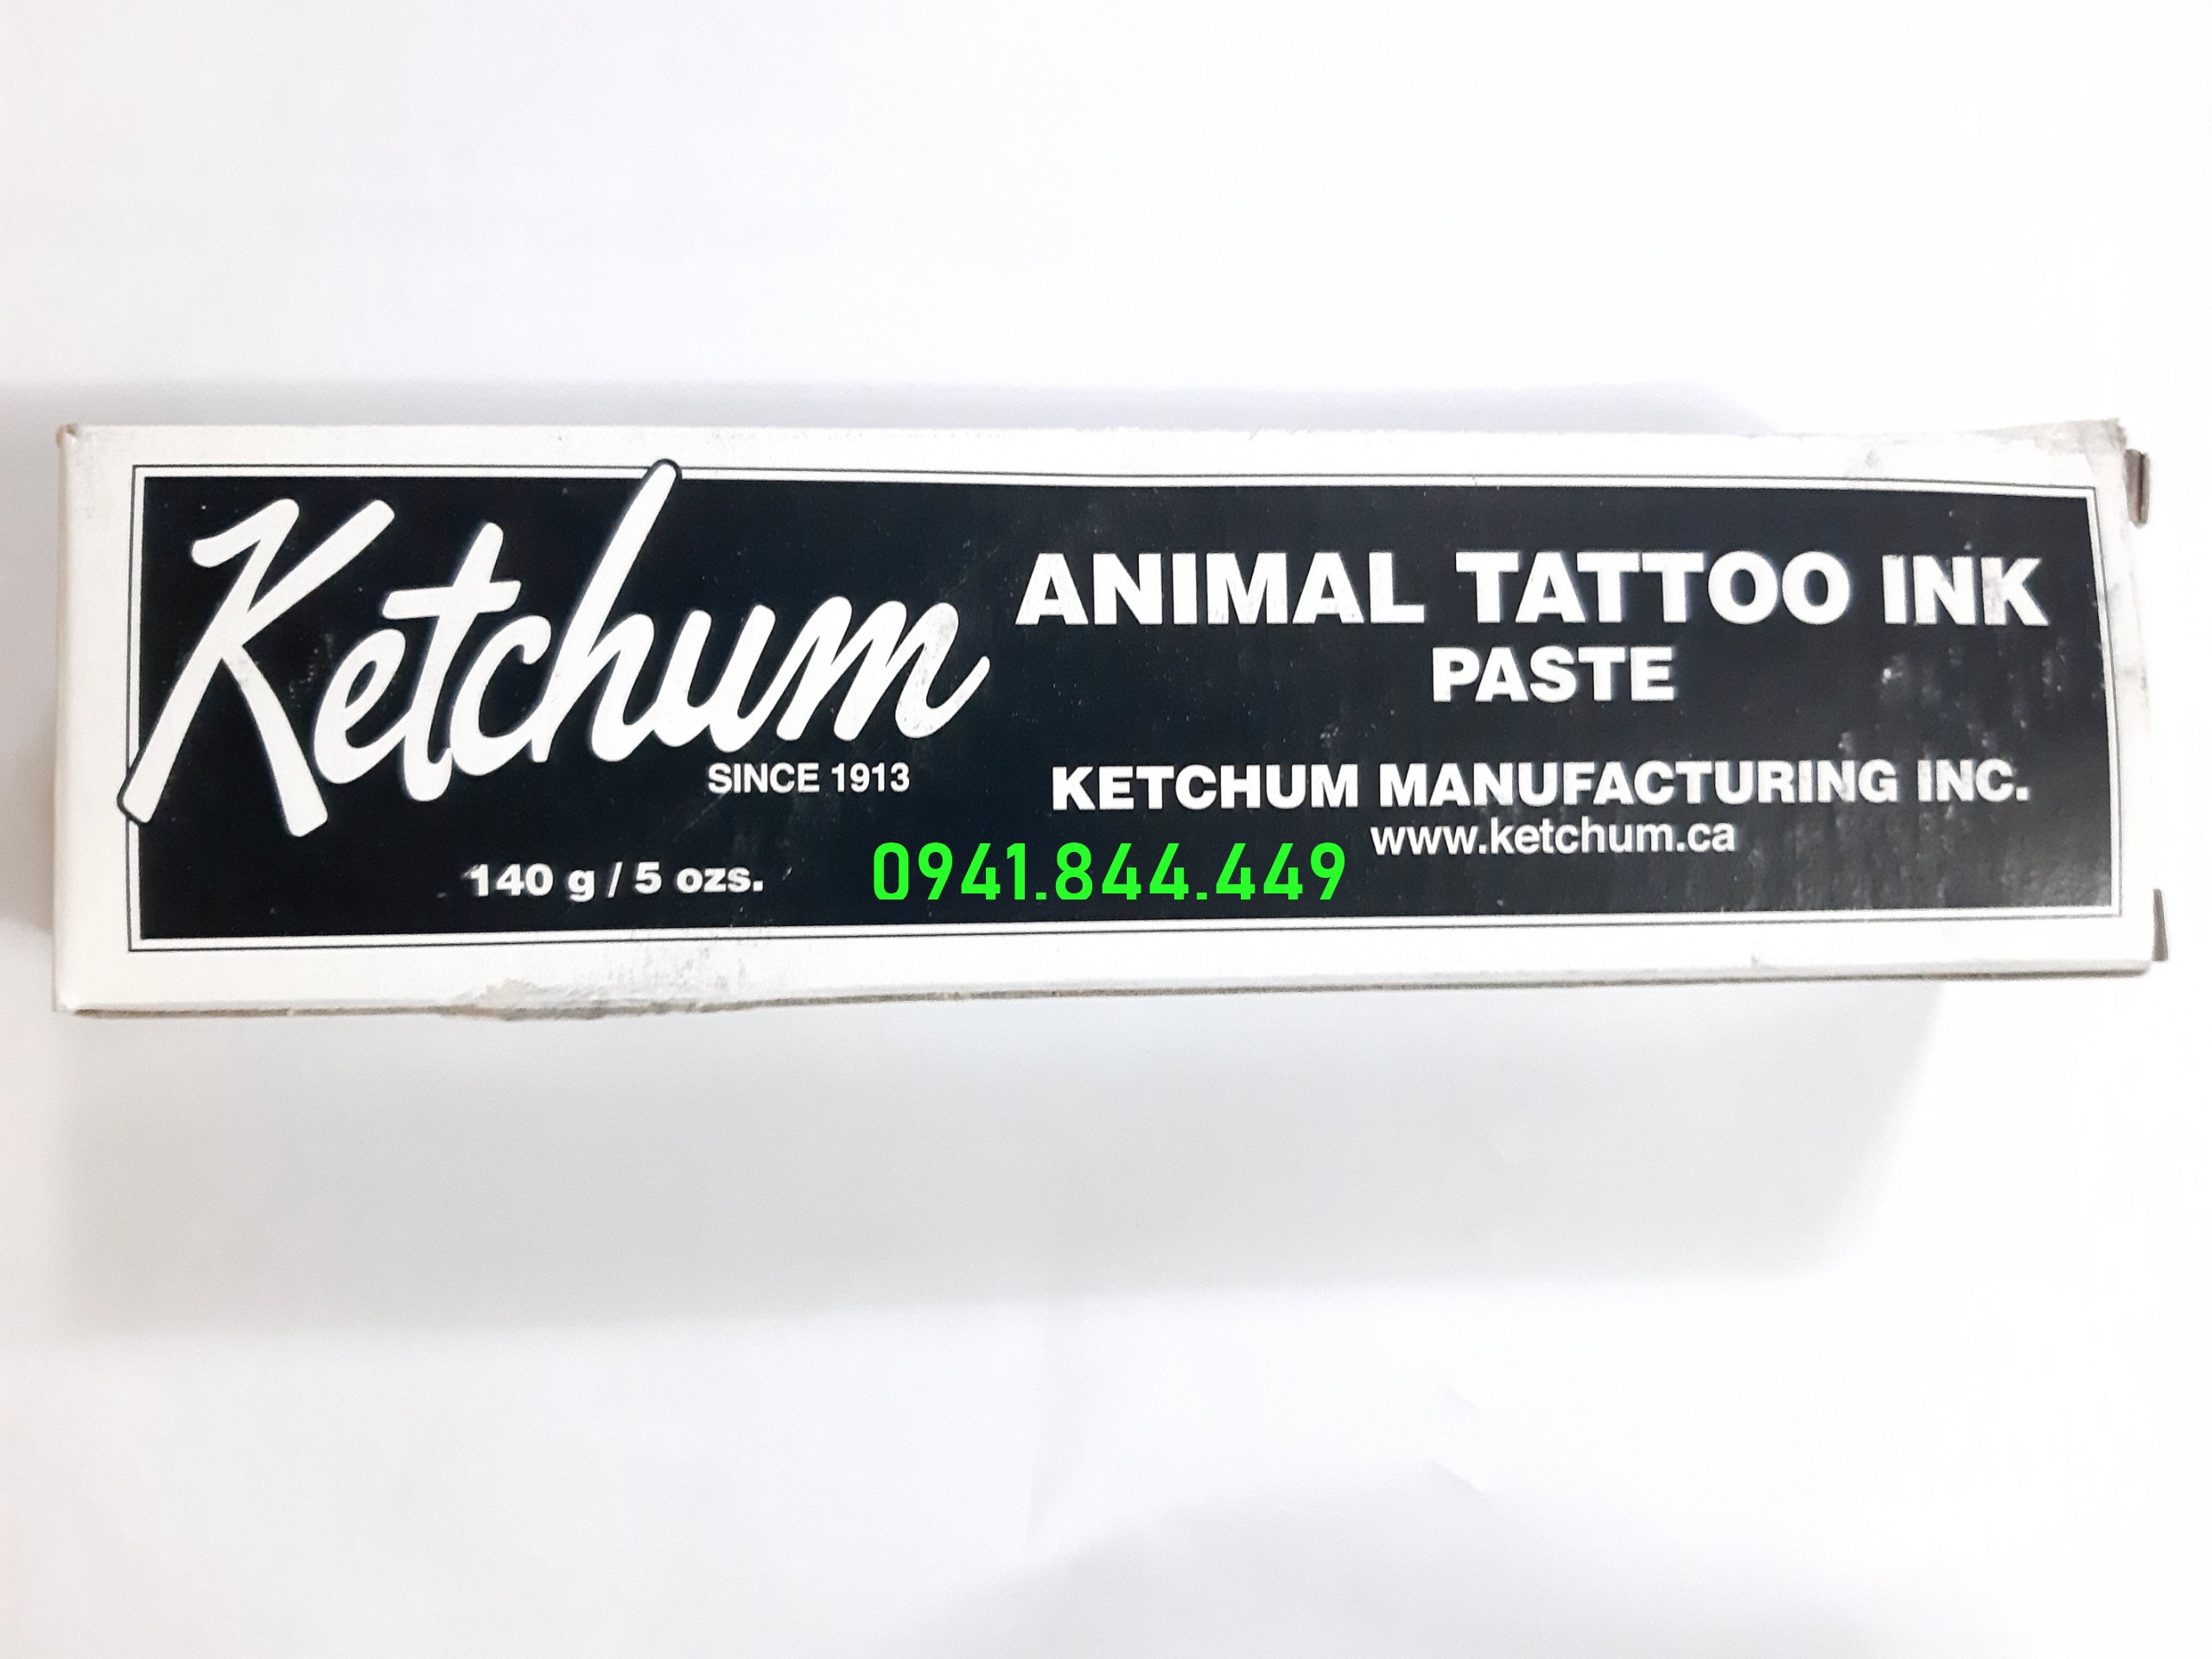 Ketchum
SINCE 1913
140 g / 5 ozs.
ANIMAL TATTOO INK
PASTE
KETCHUM MANUFACTURING INC.
www.ketchum.ca
0941.844.449